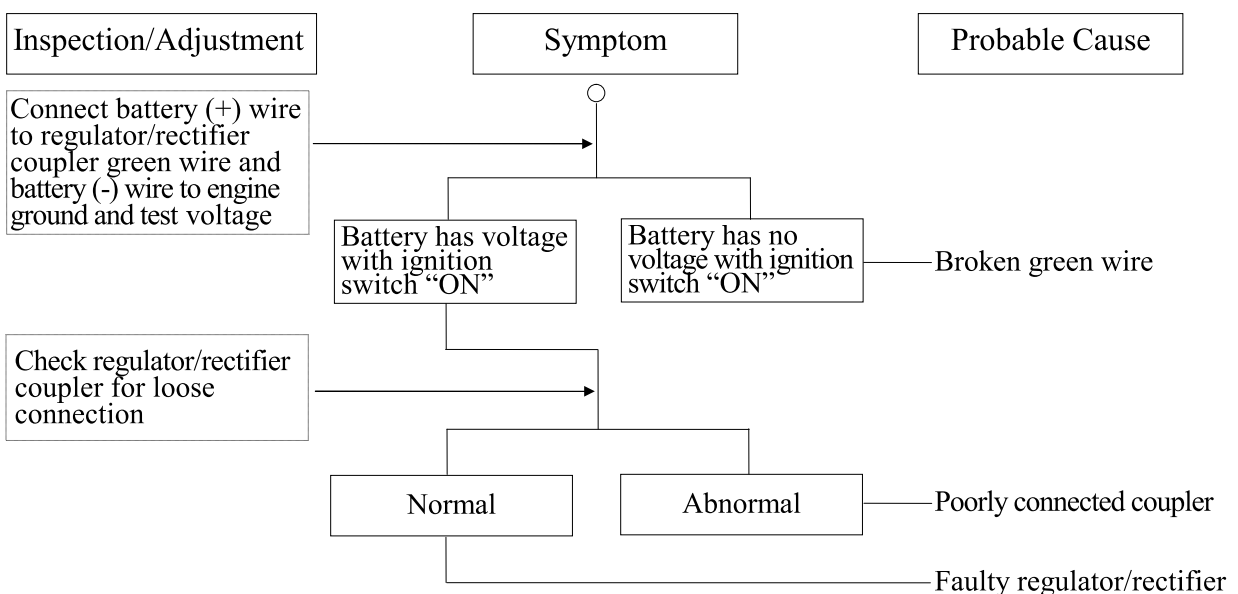 Inspection/Adjustment
Symptom
Probable Cause
Connect battery (+) wire
to regulator/rectifier
coupler green wire and
battery (-) wire to engine
ground and test voltage
Battery has voltage
with ignition
switch “ON”
Battery has no
voltage with ignition
switch “ON”
Broken green wire
Check regulator/rectifier
coupler for loose
connection
Normal
Abnormal
Poorly connected coupler
Faulty regulator/rectifier